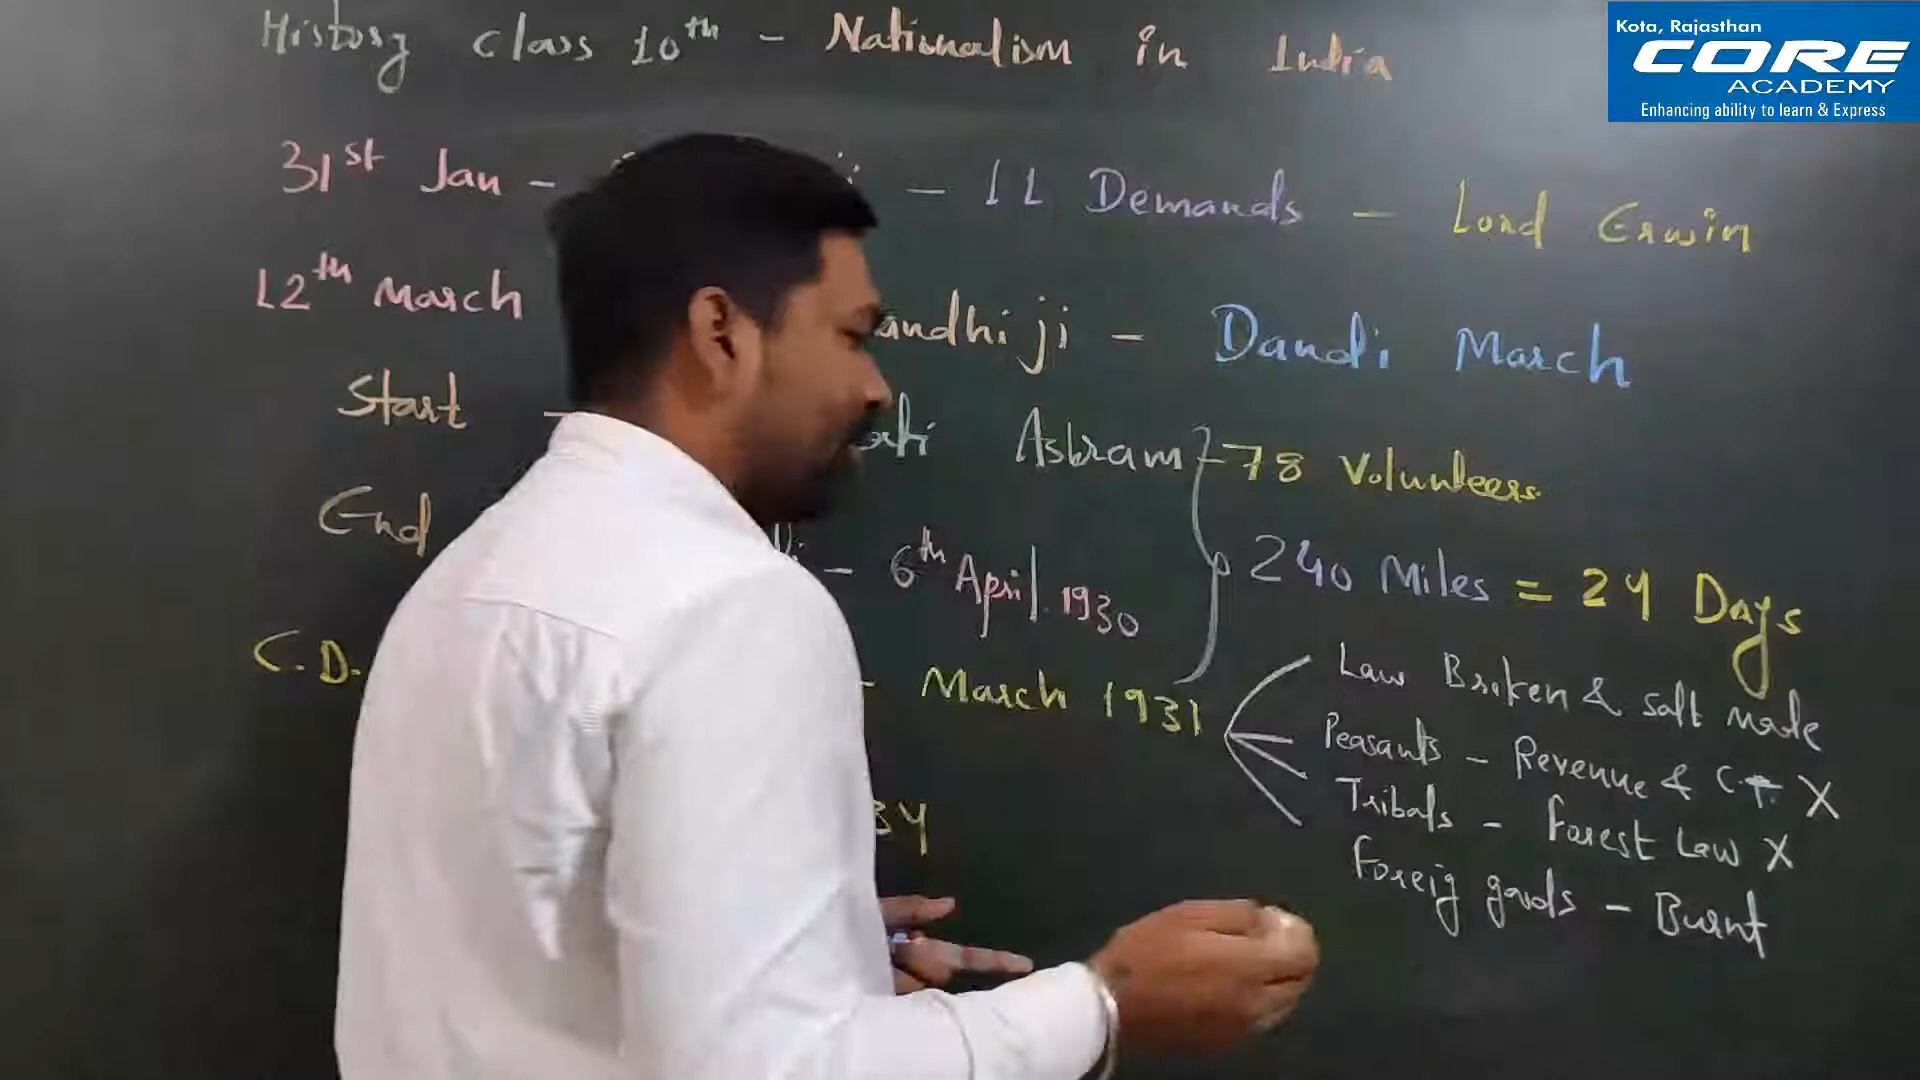 Kota, Rajasthan
CORE
ACADEMY
Enhancing ability to learn & Express
History class 10th - Nationalism in India
31st Jan - - 11 Demands - Lord Erwin
12th March andhiji - Dandi March
Start - ati Ashram - 78 Volunteers
End - 6th April 1930
240 Miles = 24 Days
C.D. - March 1931
Law Broken & salt made
Peasants - Revenue & C.T. X
Tribals - Forest Law X
34
Foreig goods - Burnt